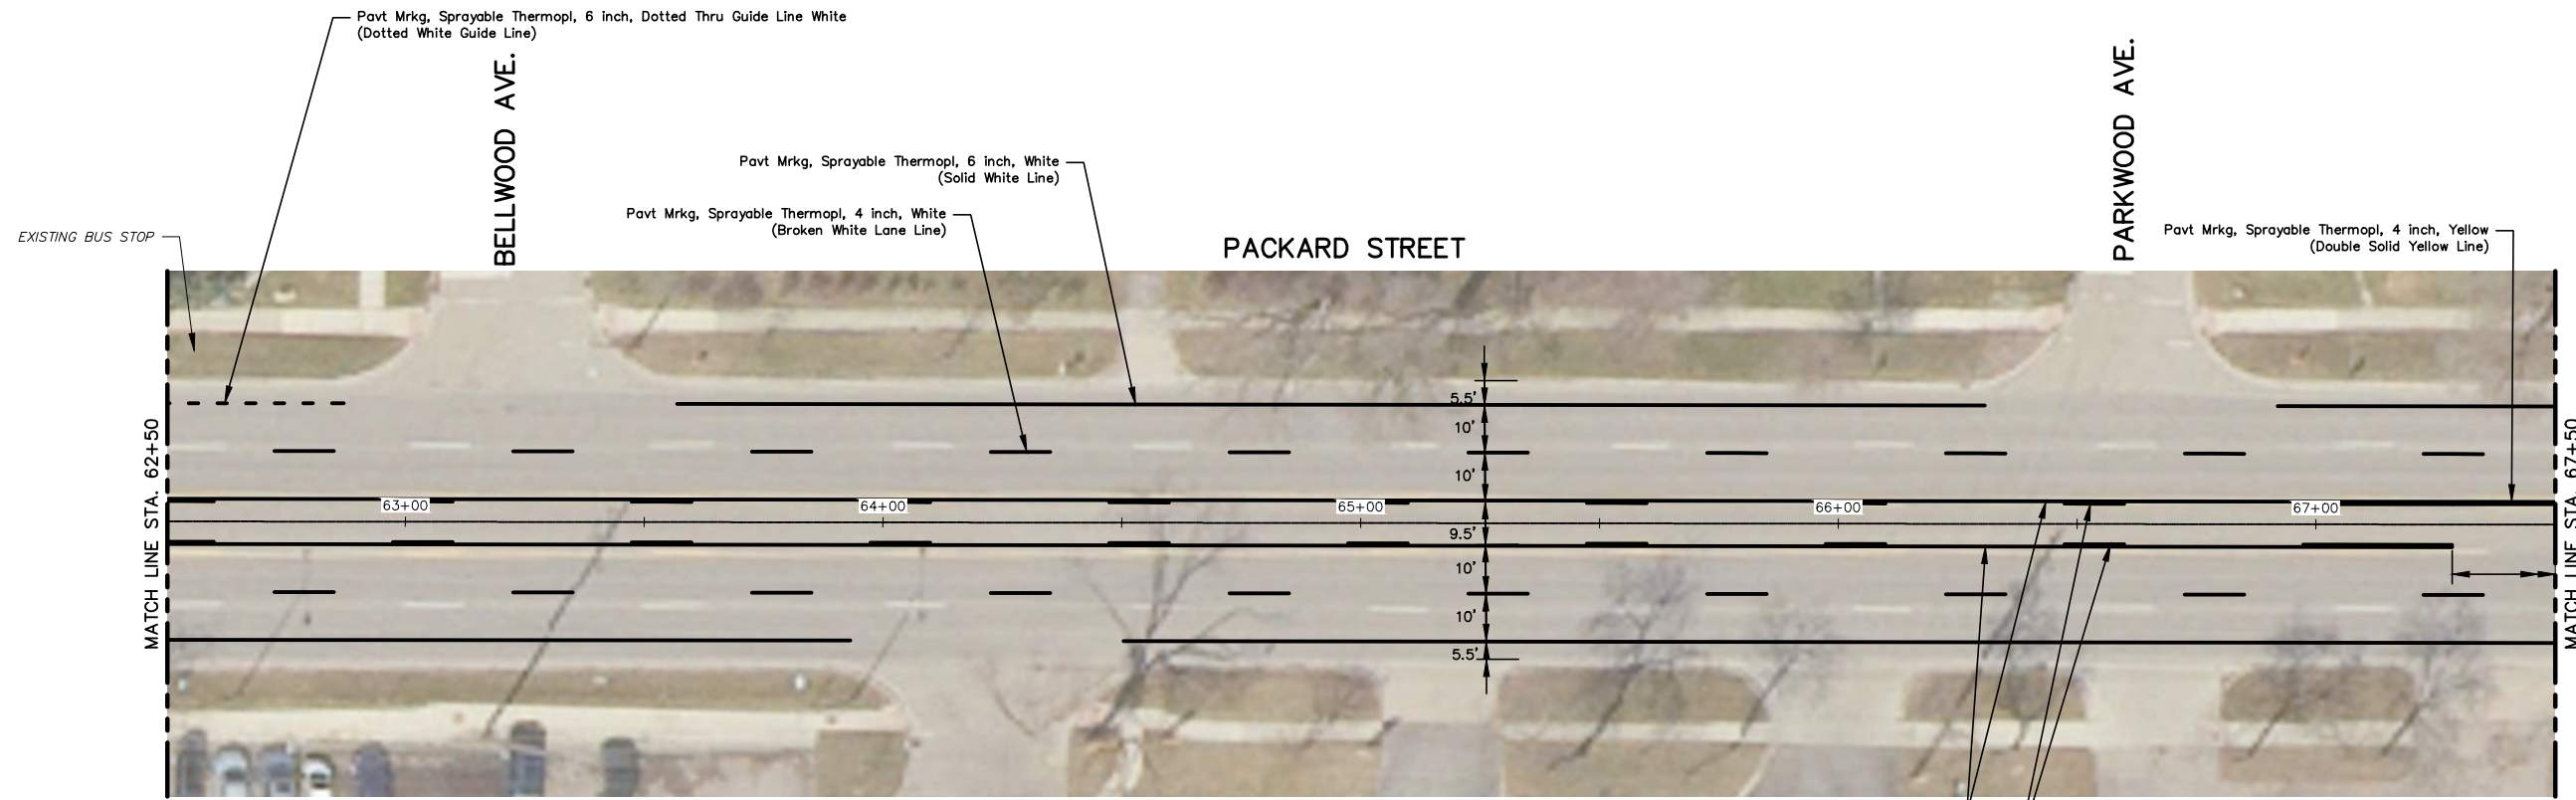 Pavt Mrkg, Sprayable Thermopl, 6 inch, Dotted Thru Guide Line White
(Dotted White Guide Line)
BELLWOOD AVE.
PARKWOOD AVE.
Pavt Mrkg, Sprayable Thermopl, 6 inch, White
(Solid White Line)
Pavt Mrkg, Sprayable Thermopl, 4 inch, White
(Broken White Lane Line)
EXISTING BUS STOP
PACKARD STREET
Pavt Mrkg, Sprayable Thermopl, 4 inch, Yellow
(Double Solid Yellow Line)
MATCH LINE STA. 62+50
5.5'
10'
10'
63+00
64+00
65+00
66+00
67+00
9.5'
10'
10'
5.5'
MATCH LINE STA. 67+50